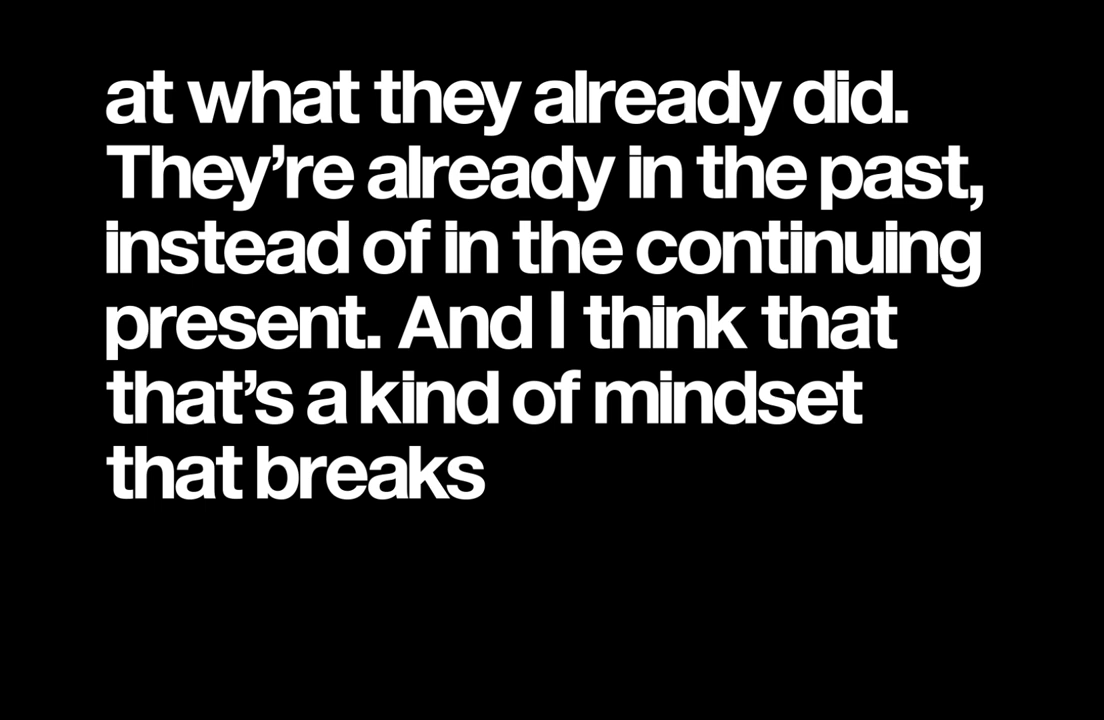 at what they already did.
They’re already in the past,
instead of in the continuing
present. And I think that
that’s a kind of mindset
that breaks